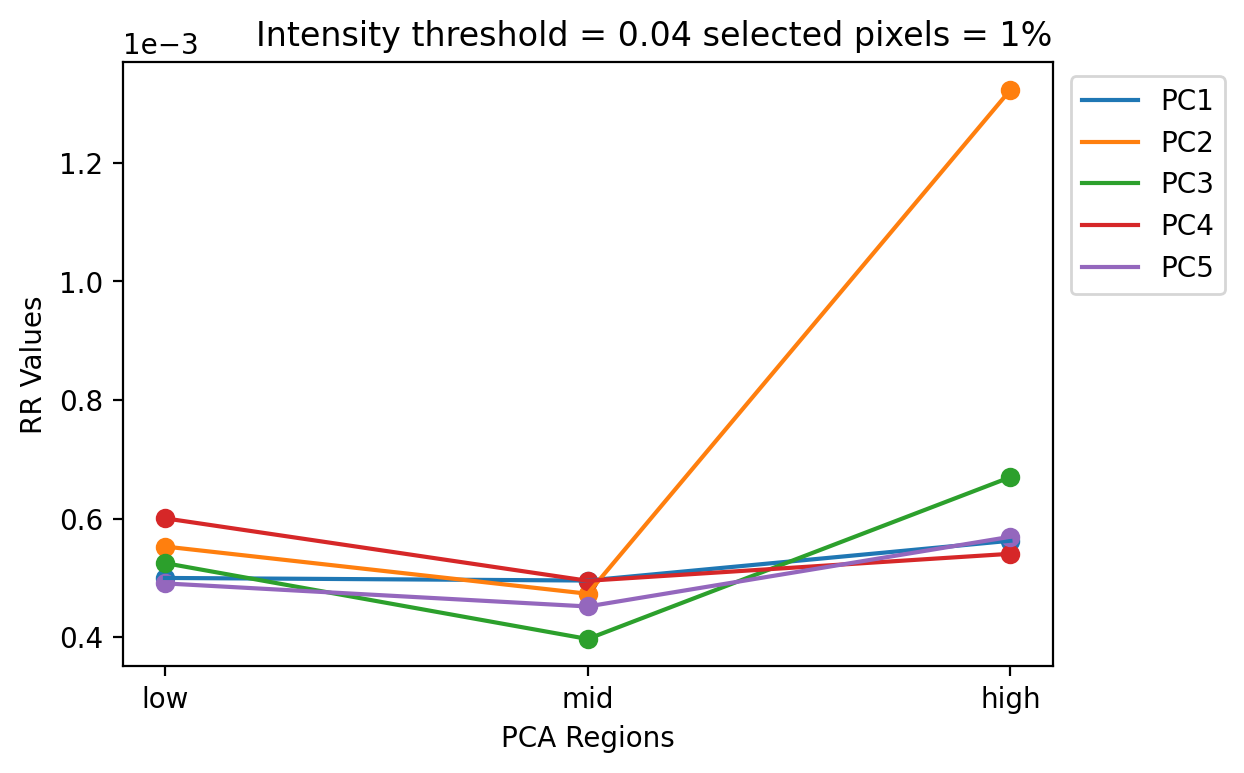 Intensity threshold = 0.04 selected pixels = 1%
1e−3
1.2
1.0
0.8
0.6
0.4
RR Values
low
mid
high
PCA Regions
PC1
PC2
PC3
PC4
PC5